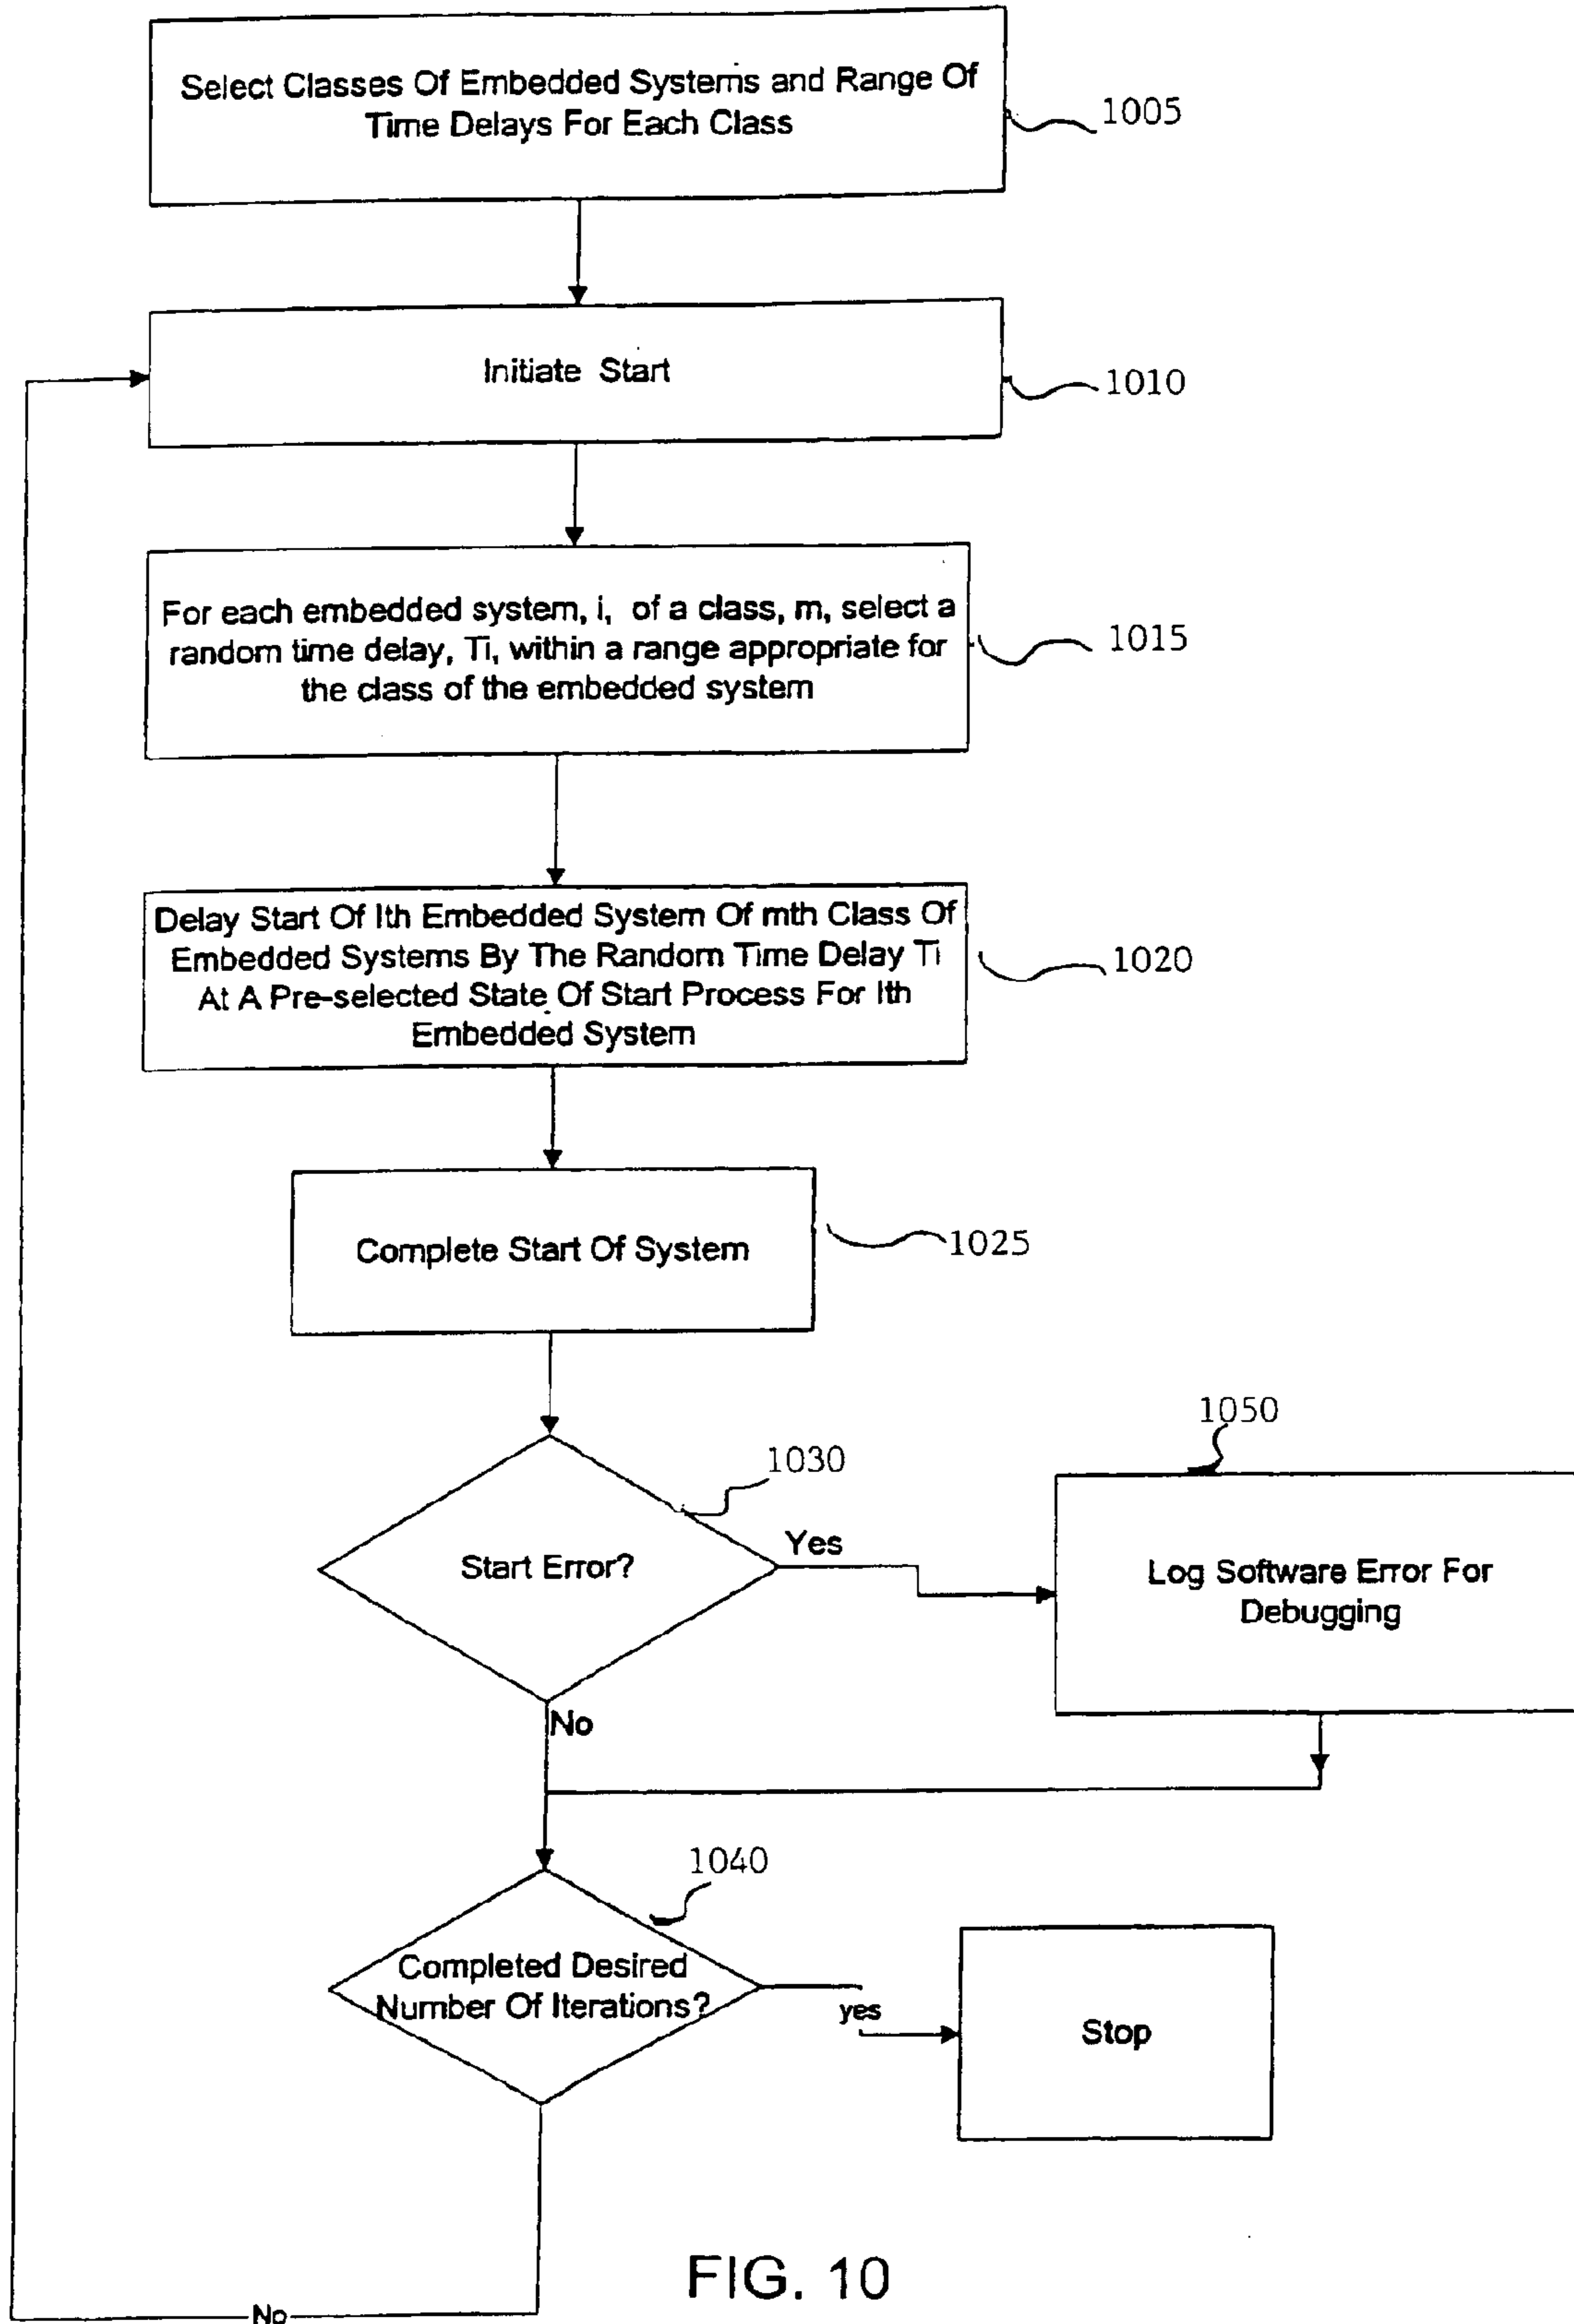 Select Classes Of Embedded Systems and Range Of
Time Delays For Each Class
1005
Initiate Start
1010
For each embedded system, i, of a class, m, select a
random time delay, Ti, within a range appropriate for
the class of the embedded system
1015
Delay Start Of Ith Embedded System Of mth Class Of
Embedded Systems By The Random Time Delay Ti
At A Pre-selected State Of Start Process For Ith
Embedded System
1020
Complete Start Of System
1025
1030
Start Error?
Yes
1050
Log Software Error For
Debugging
No
1040
Completed Desired
Number Of Iterations?
yes
Stop
No
FIG. 10